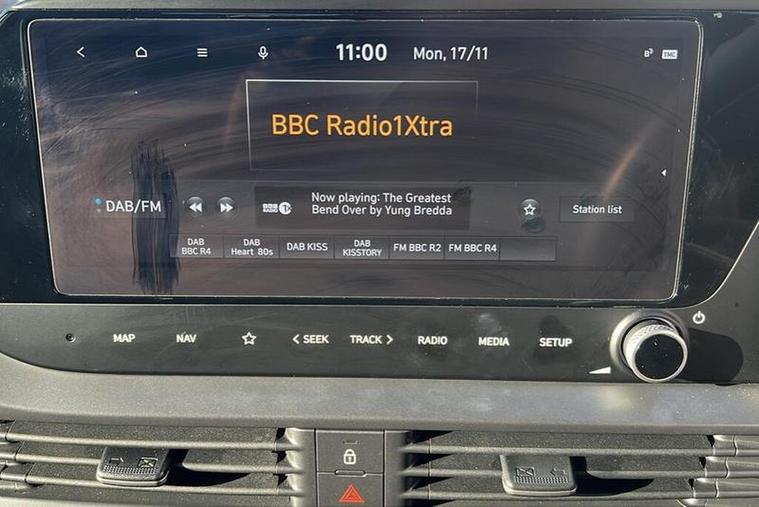 11:00
Mon, 17/11
TMC
BBC Radio1Xtra
DAB/FM
BBC
RADIO
Now playing: The Greatest
Bend Over by Yung Bredda
Station list
DAB
BBC R4
DAB
Heart 80s
DAB KISS
DAB
KISSTORY
FM BBC R2
FM BBC R4
MAP
NAV
SEEK
TRACK
RADIO
MEDIA
SETUP